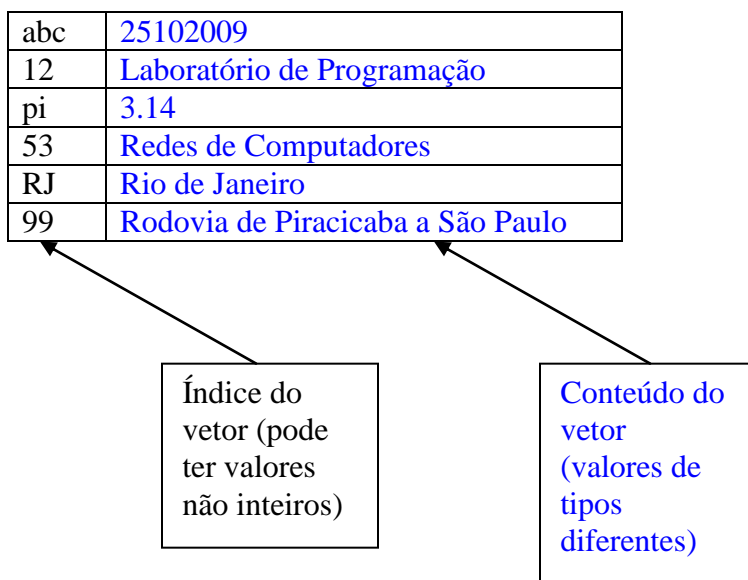 abc 25102009
12 Laboratório de Programação
pi 3.14
53 Redes de Computadores
RJ Rio de Janeiro
99 Rodovia de Piracicaba a São Paulo
Índice do
vetor (pode
ter valores
não inteiros)
Conteúdo do
vetor
(valores de
tipos
diferentes)